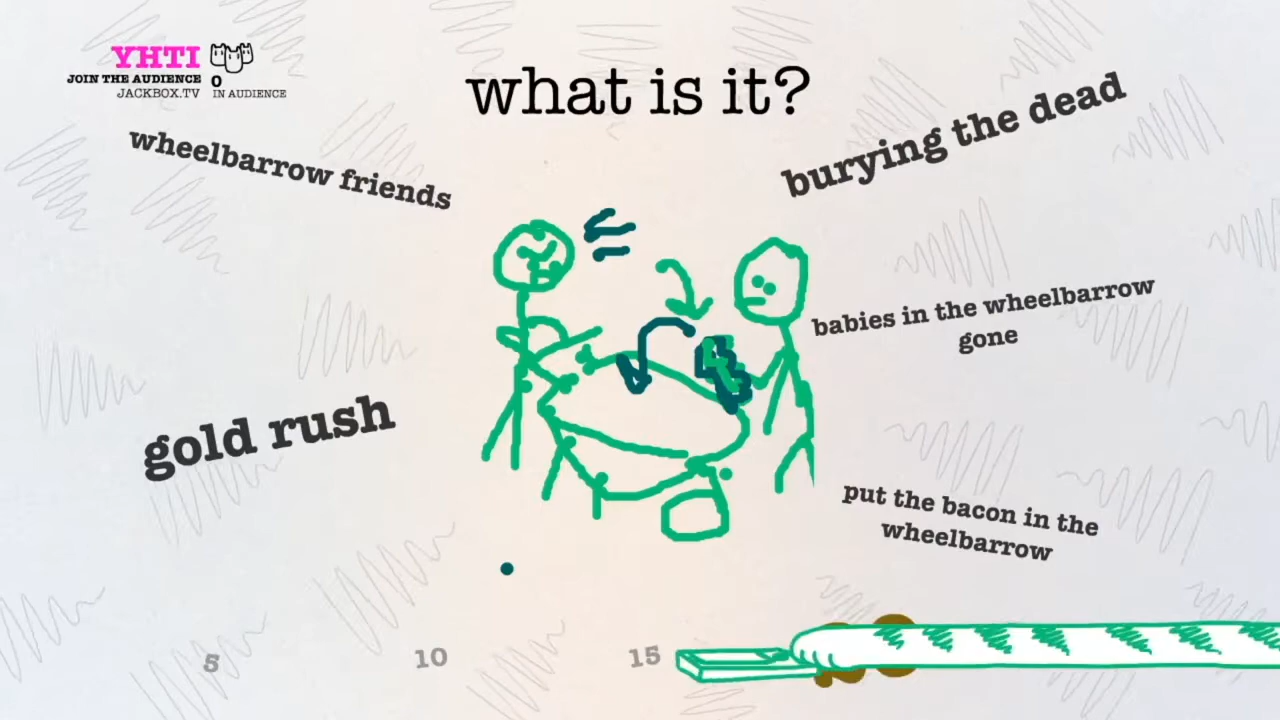 YHTI
JOIN THE AUDIENCE
JACKBOX.TV
0
IN AUDIENCE
what is it?
wheelbarrow friends
burying the dead
babies in the wheelbarrow
gone
gold rush
put the bacon in the
wheelbarrow
5 10 15